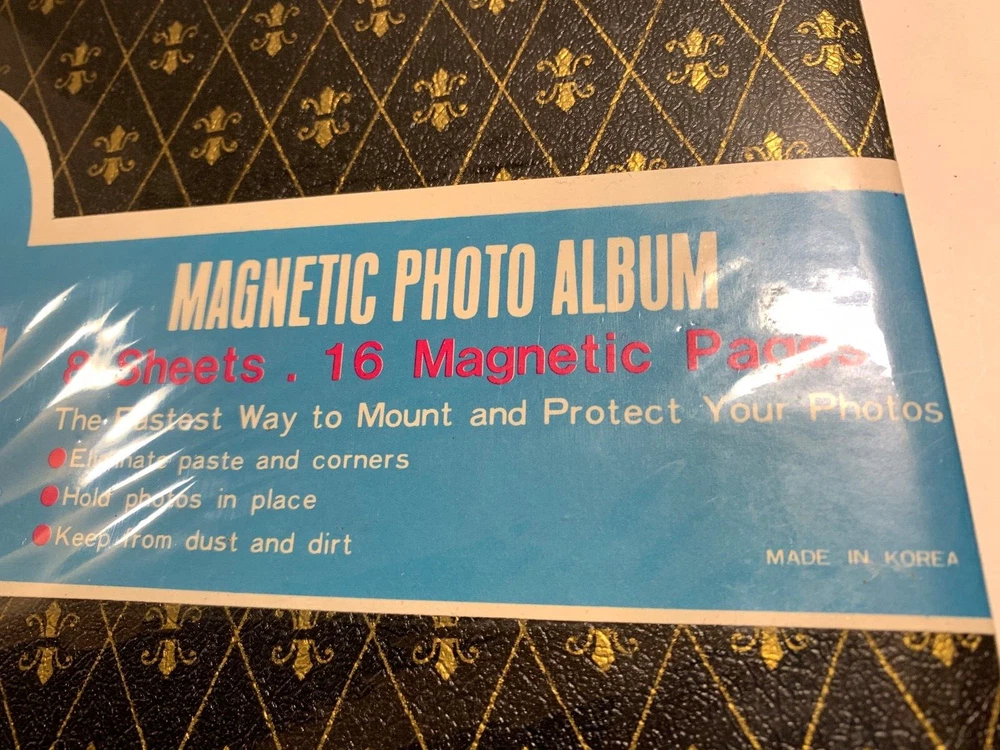 MAGNETIC PHOTO ALBUM
8 Sheets . 16 Magnetic Pages
The Fastest Way to Mount and Protect Your Photos
●Eliminate paste and corners
●Hold photos in place
●Keep from dust and dirt
MADE IN KOREA